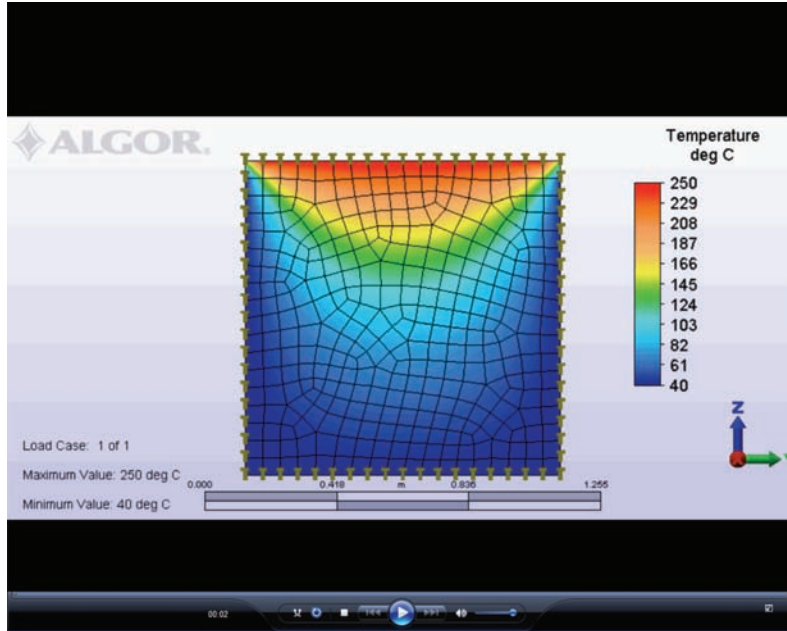 ALGOR.
Temperature
deg C
250
229
208
187
166
145
124
103
82
61
40
Load Case: 1 of 1
Maximum Value: 250 deg C
Minimum Value: 40 deg C
0.000
0.418
m
0.836
1.255
Z
Y
X
00:02